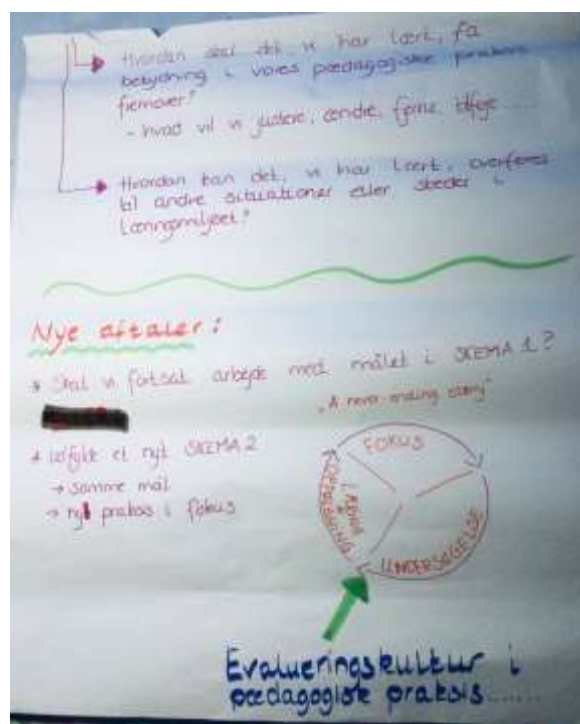 Hvordan skal det, vi har lært, få
betydning i vores pædagogiske praksis
fremover?
- hvad vil vi justere, ændre, fjerne, tilføje......
Hvordan kan det, vi har lært, overføres
til andre situationer eller steder i
læringsmiljøet?
Nye aftaler:
* Skal vi fortsat arbejde med målet i SKEMA 1?
"A never-ending story"
* udfylde et nyt SKEMA 2
→ samme mål
→ ny praksis i fokus
FOKUS
UNDERSØGELSE
LÆRING
Evalueringskultur i
pædagogisk praksis......